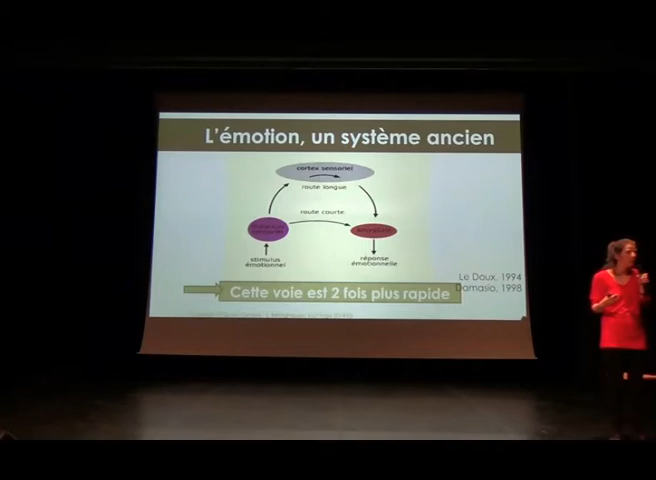 L'émotion, un système ancien
cortex sensoriel
route longue
route courte
stimulus
émotionnel
réponse
émotionnelle
Le Doux, 1994
Damasio, 1998
Cette voie est 2 fois plus rapide